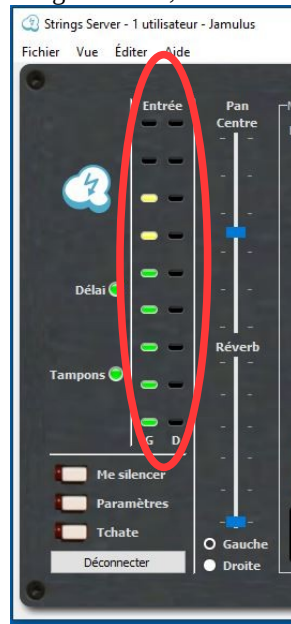 Strings Server - 1 utilisateur - Jamulus
Fichier Vue Éditer Aide
Entrée
Pan
Centre
Délai
Réverb
Tampons
G D
Me silencer
Paramètres
Tchate
Déconnecter
Gauche
Droite